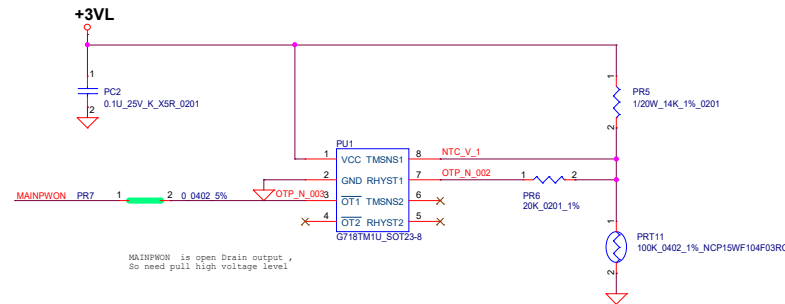 +3VL
1
PC2
0.1U_25V_K_X5R_0201
2
1
PR5
1/20W_14K_1%_0201
2
PU1
1 VCC TMSNS1 8 NTC_V_1
2 GND RHYST1 7 OTP_N_002 1 2
MAINPWON PR7 1 2 0_0402_5% OTP_N_003 3 OT1 TMSNS2 6
PR6
20K_0201_1%
4 OT2 RHYST2 5
G718TM1U_SOT23-8
1
PRT11
100K_0402_1%_NCP15WF104F03RC
2
MAINPWON is open Drain output ,
So need pull high voltage level